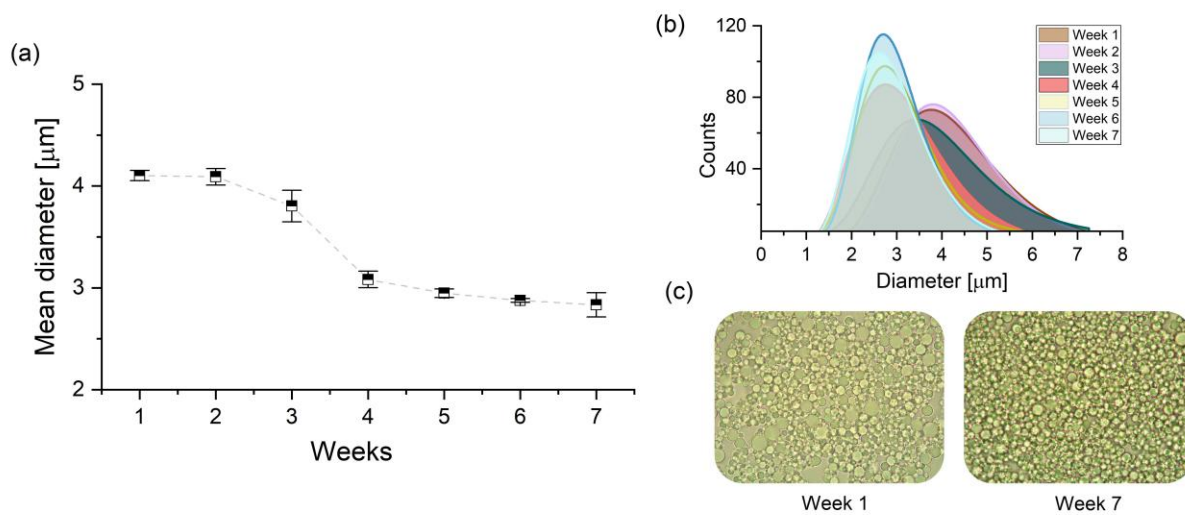 (a)
Mean diameter [μm]
5
4
3
2
1 2 3 4 5 6 7
Weeks
(b)
Counts
120
80
40
Week 1
Week 2
Week 3
Week 4
Week 5
Week 6
Week 7
0 1 2 3 4 5 6 7 8
Diameter [μm]
(c)
Week 1 Week 7